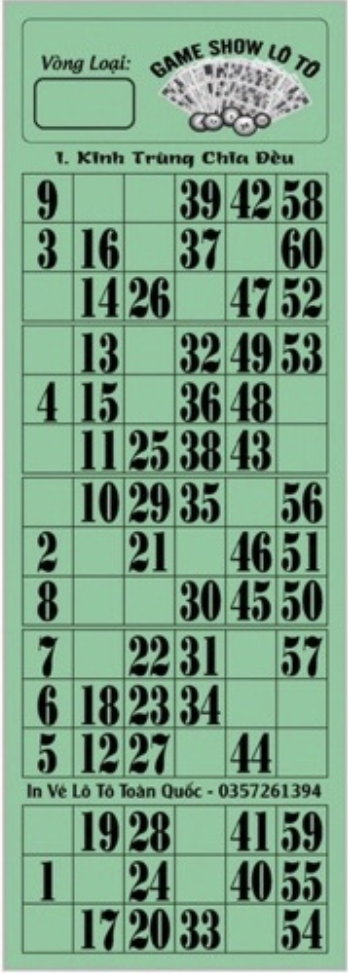 Vòng Loại:
GAME SHOW LÔ TÔ
1. Kinh Trùng Chia Đều
9 39 42 58
3 16 37 60
14 26 47 52
13 32 49 53
4 15 36 48
11 25 38 43
10 29 35 56
2 21 46 51
8 30 45 50
7 22 31 57
6 18 23 34
5 12 27 44
In Vé Lô Tô Toàn Quốc - 0357261394
19 28 41 59
1 24 40 55
17 20 33 54